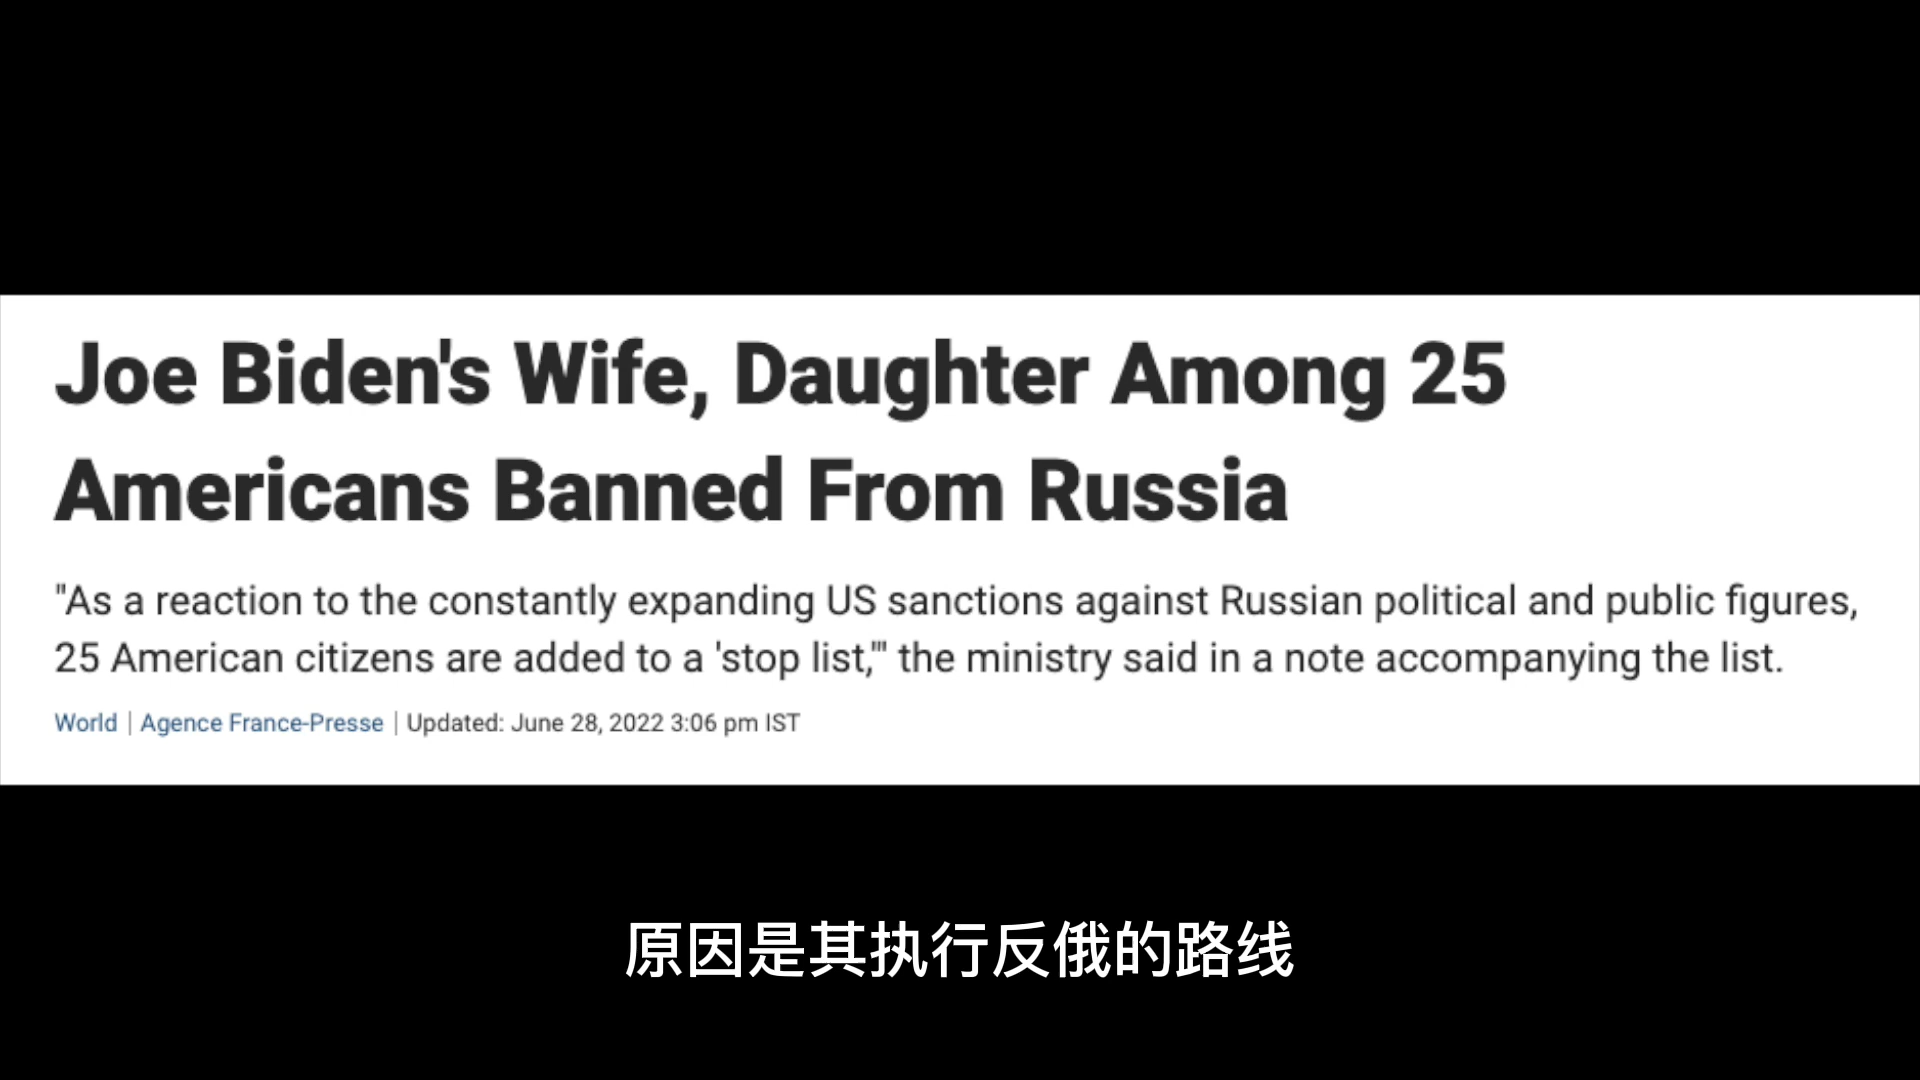 Joe Biden's Wife, Daughter Among 25
Americans Banned From Russia
"As a reaction to the constantly expanding US sanctions against Russian political and public figures,
25 American citizens are added to a 'stop list,'" the ministry said in a note accompanying the list.
World | Agence France-Presse | Updated: June 28, 2022 3:06 pm IST
原因是其执行反俄的路线